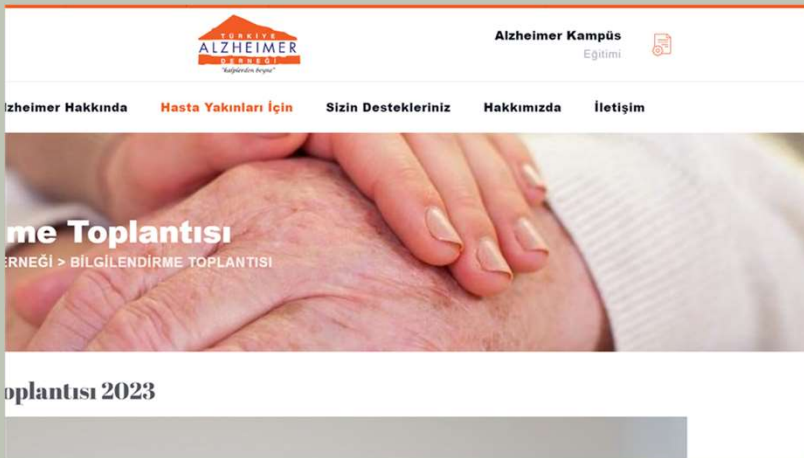 TÜRKİYE
ALZHEIMER
DERNEĞİ
"kalplerden beyne"
Alzheimer Kampüs
Eğitimi
lzheimer Hakkında Hasta Yakınları İçin Sizin Destekleriniz Hakkımızda İletişim
me Toplantısı
ERNEĞİ > BİLGİLENDİRME TOPLANTISI
oplantısı 2023